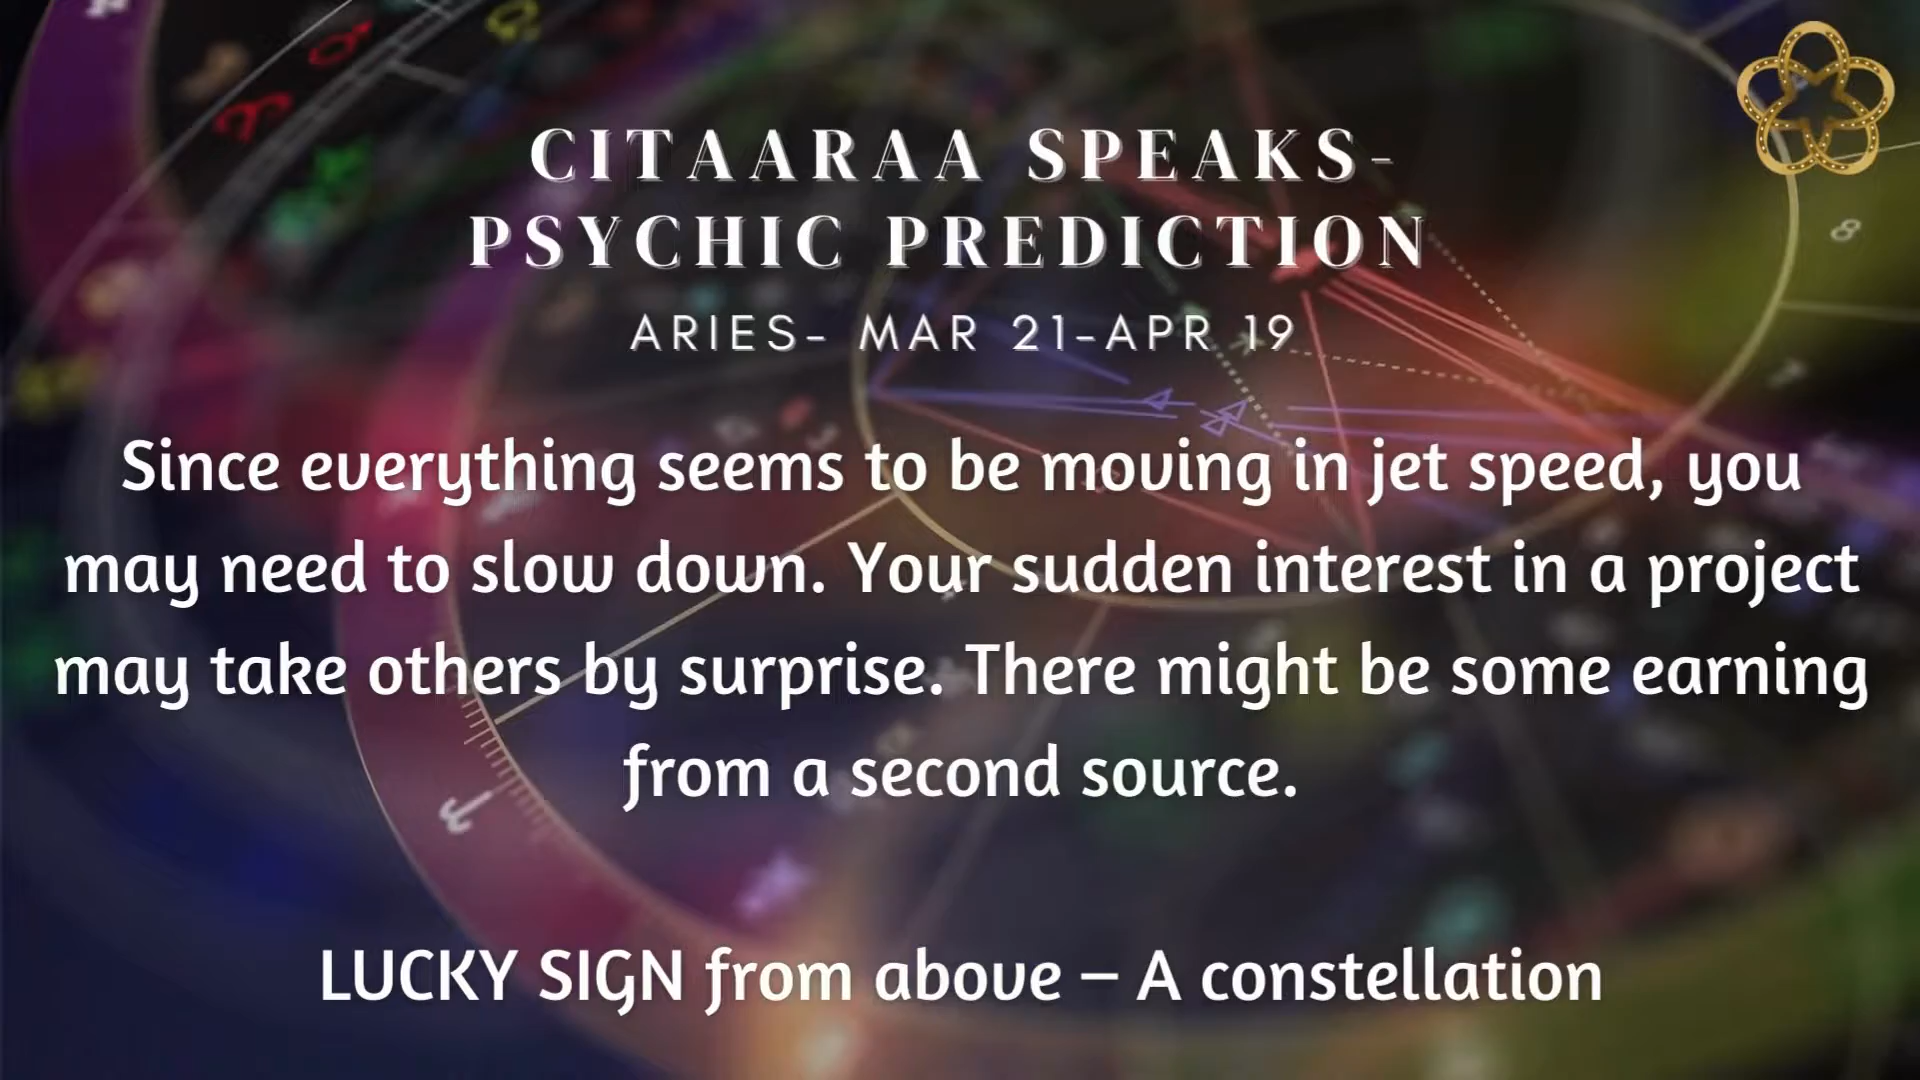 CITAARAA SPEAKS-
PSYCHIC PREDICTION
ARIES- MAR 21-APR 19
Since everything seems to be moving in jet speed, you
may need to slow down. Your sudden interest in a project
may take others by surprise. There might be some earning
from a second source.
LUCKY SIGN from above – A constellation
8
7